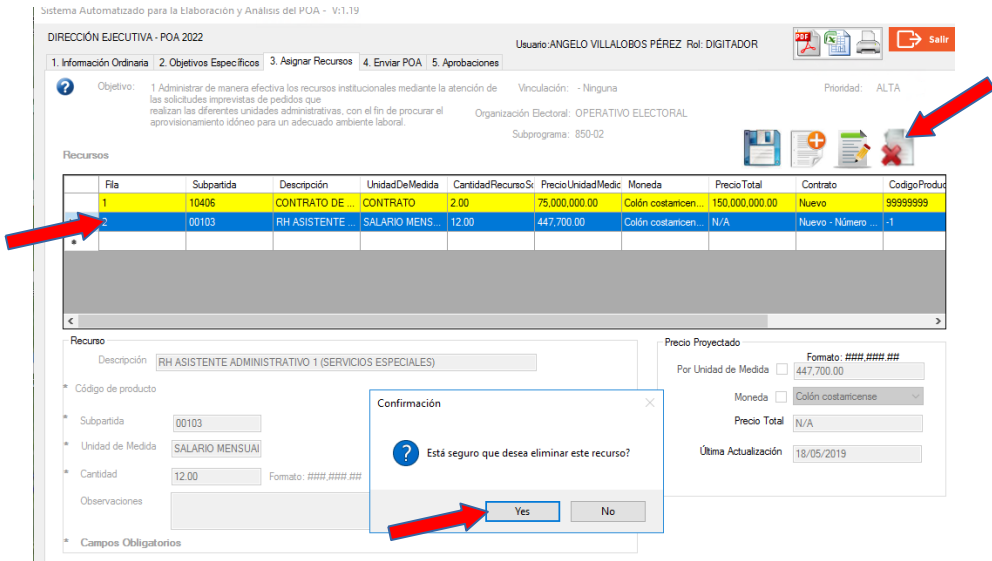 Sistema Automatizado para la Elaboración y Análisis del POA - V:1.19
DIRECCIÓN EJECUTIVA - POA 2022
Usuario:ANGELO VILLALOBOS PÉREZ Rol: DIGITADOR
PDF
Salir
1. Información Ordinaria 2. Objetivos Específicos 3. Asignar Recursos 4. Enviar POA 5. Aprobaciones
Objetivo: 1 Administrar de manera efectiva los recursos institucionales mediante la atención de
las solicitudes imprevistas de pedidos que
realizan las diferentes unidades administrativas, con el fin de procurar el
aprovisionamiento idóneo para un adecuado ambiente laboral.
Vinculación: - Ninguna
Prioridad: ALTA
Organización Electoral: OPERATIVO ELECTORAL
Subprograma: 850-02
Recursos
Fila Subpartida Descripción UnidadDeMedida CantidadRecursoSc PrecioUnidadMedic Moneda PrecioTotal Contrato CodigoProduc
1 10406 CONTRATO DE ... CONTRATO 2.00 75,000,000.00 Colón costarricen... 150,000,000.00 Nuevo 99999999
2 00103 RH ASISTENTE ... SALARIO MENS... 12.00 447,700.00 Colón costarricen... N/A Nuevo - Número ... -1
*
Recurso
Descripción RH ASISTENTE ADMINISTRATIVO 1 (SERVICIOS ESPECIALES)
* Código de producto
* Subpartida 00103
* Unidad de Medida SALARIO MENSUAL
* Cantidad 12.00 Formato: ###,###.##
Observaciones
* Campos Obligatorios
Precio Proyectado
Formato: ###,###.##
Por Unidad de Medida 447,700.00
Moneda Colón costarricense
Precio Total N/A
Última Actualización 18/05/2019
Confirmación
Está seguro que desea eliminar este recurso?
Yes No